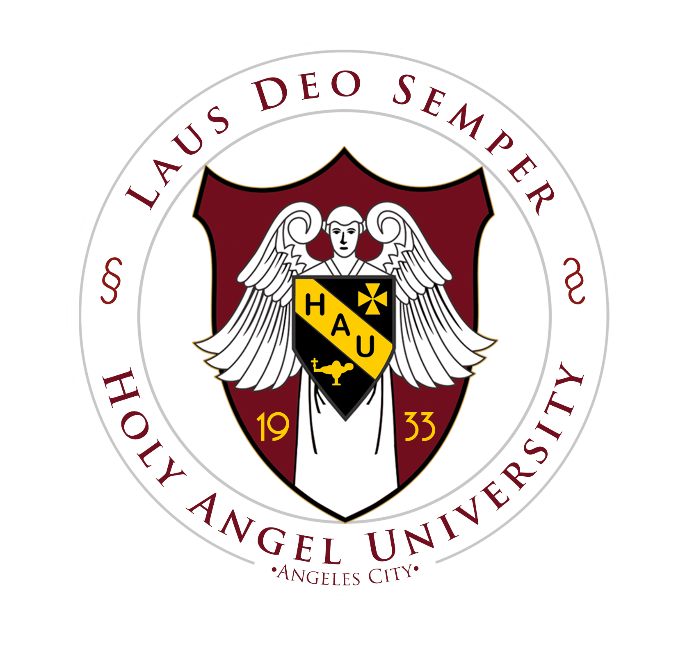 LAUS DEO SEMPER
§ §
HAU
19 33
HOLY ANGEL UNIVERSITY
•ANGELES CITY•